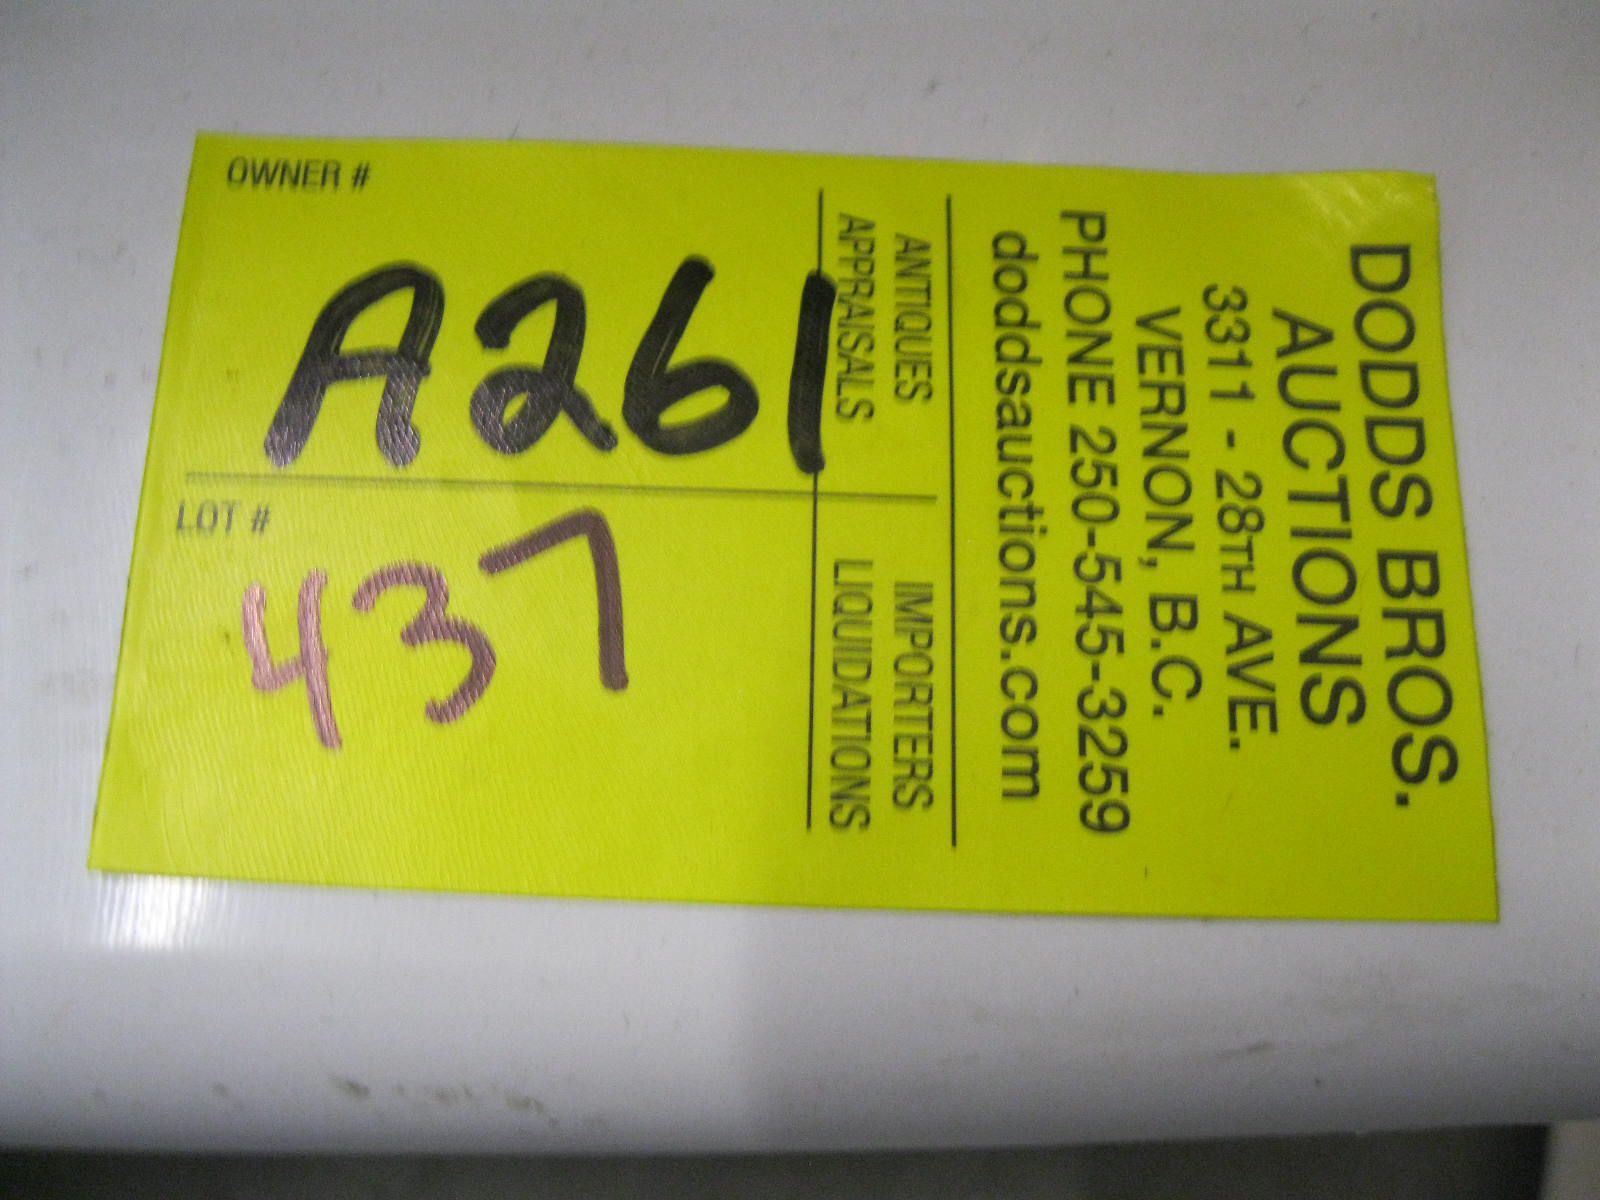 DODDS BROS.
AUCTIONS
3311 - 28TH AVE.
VERNON, B.C.
PHONE 250-545-3259
doddsauctions.com
ANTIQUES IMPORTERS
APPRAISALS LIQUIDATIONS
OWNER #
A261
LOT #
437